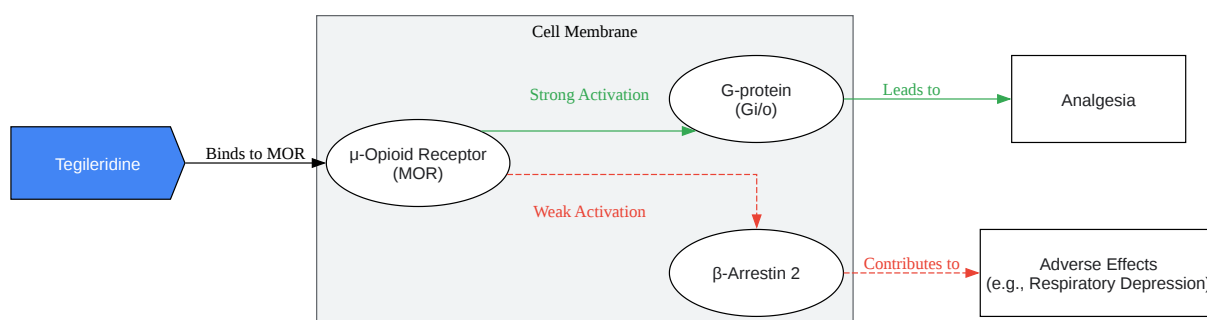 Cell Membrane
Tegileridine
Binds to MOR
μ-Opioid Receptor
(MOR)
Strong Activation
G-protein
(Gi/o)
Leads to
Analgesia
Weak Activation
β-Arrestin 2
Contributes to
Adverse Effects
(e.g., Respiratory Depression)